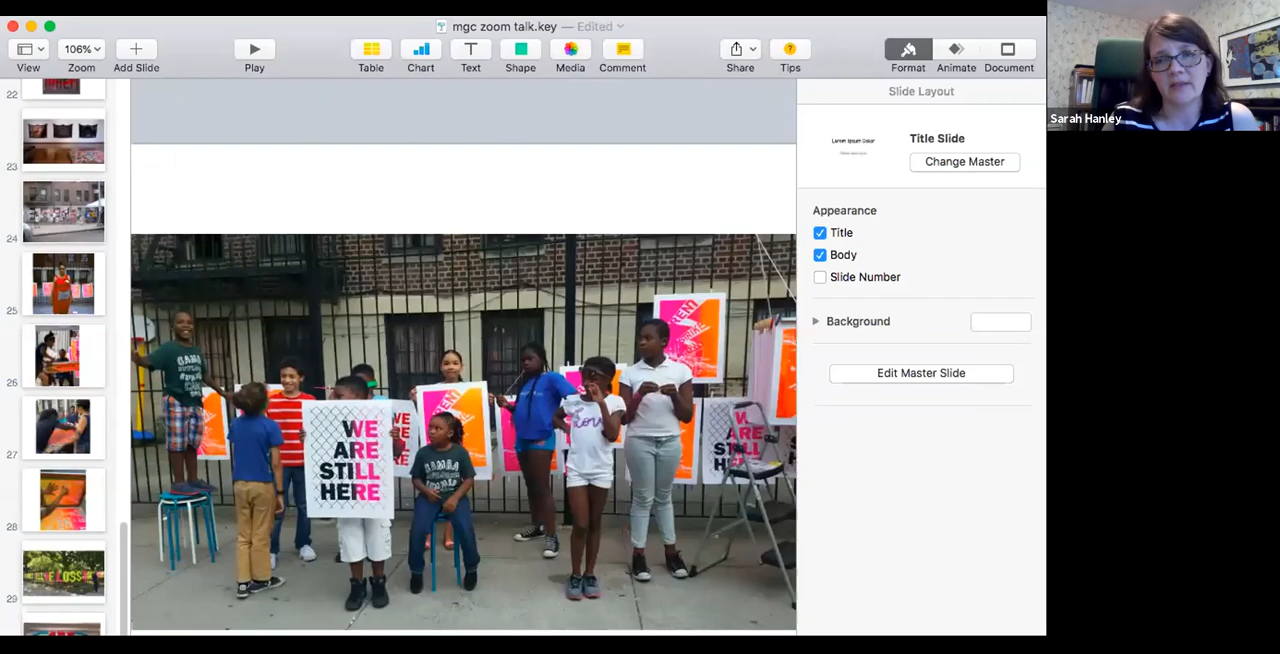 mgc zoom talk.key — Edited
View
106%
Zoom
Add Slide
Play
Table
Chart
Text
Shape
Media
Comment
Share
Tips
Format
Animate
Document
Sarah Hanley
Slide Layout
Title Slide
Change Master
Appearance
Title
Body
Slide Number
Background
Edit Master Slide
22
23
24
25
26
27
28
29
WE
ARE
STILL
HERE
WE
ARE